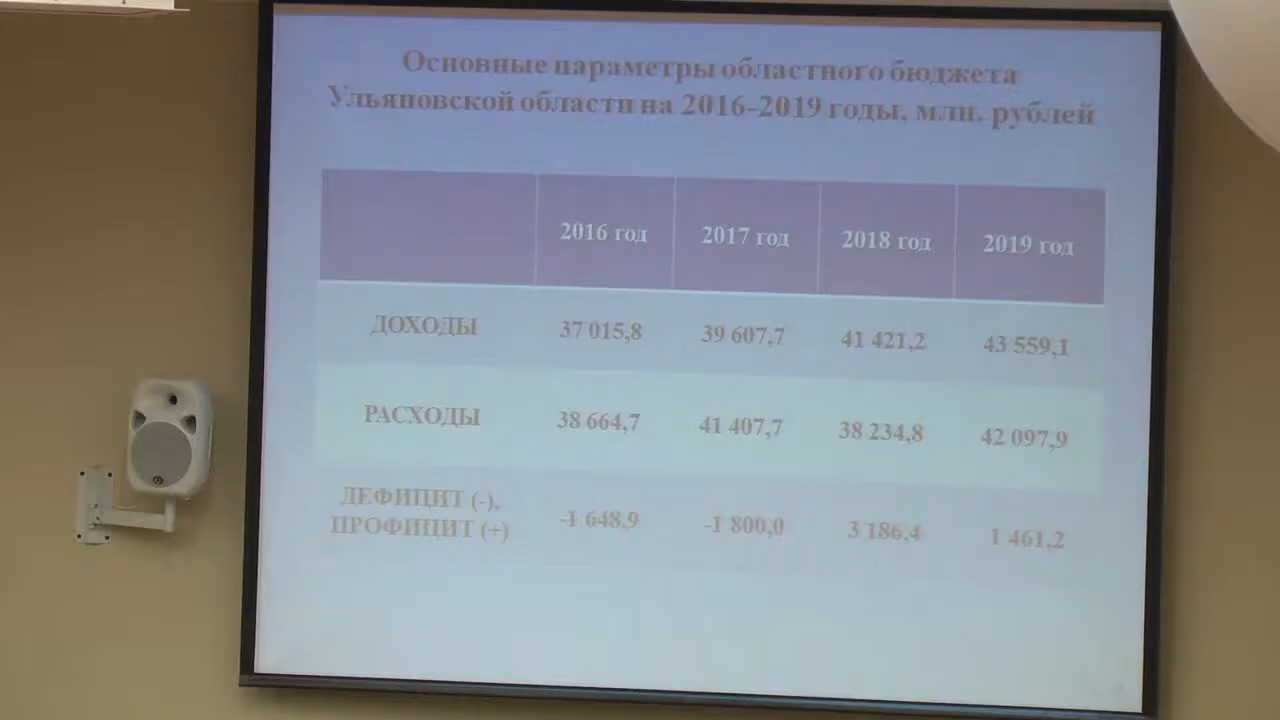 Основные параметры областного бюджета
Ульяновской области на 2016-2019 годы, млн. рублей
2016 год 2017 год 2018 год 2019 год
ДОХОДЫ 37 015,8 39 607,7 41 421,2 43 559,1
РАСХОДЫ 38 664,7 41 407,7 38 234,8 42 097,9
ДЕФИЦИТ (-),
ПРОФИЦИТ (+) -1 648,9 -1 800,0 3 186,4 1 461,2